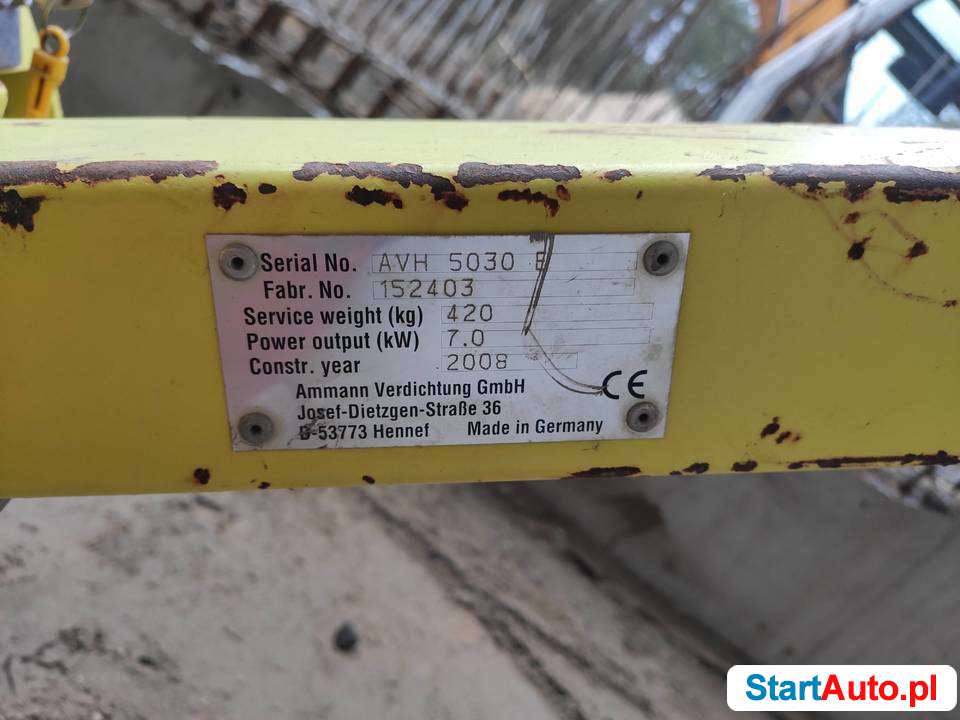 Serial No. AVH 5030 E
Fabr. No. 152403
Service weight (kg) 420
Power output (kW) 7.0
Constr. year 2008
Ammann Verdichtung GmbH
Josef-Dietzgen-Straße 36
D-53773 Hennef Made in Germany
CE
StartAuto.pl